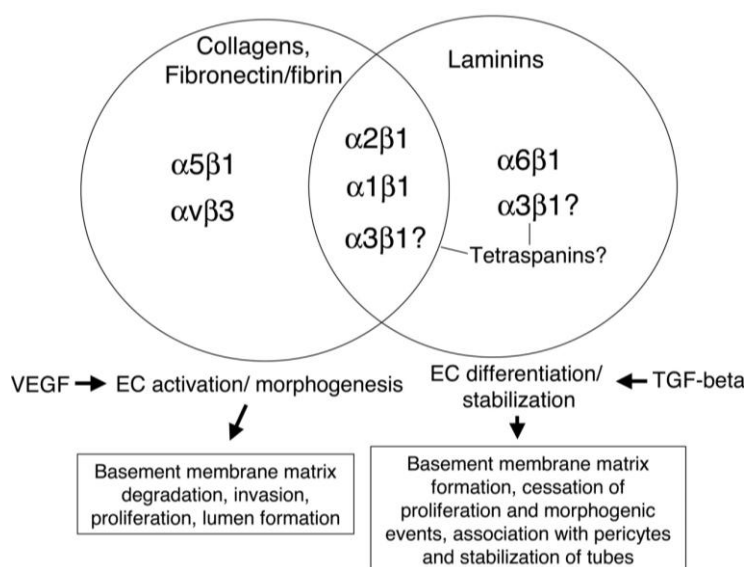 Collagens,
Fibronectin/fibrin
Laminins
α5β1
αvβ3
α2β1
α1β1
α3β1?
α6β1
α3β1?
Tetraspanins?
VEGF
EC activation/ morphogenesis
EC differentiation/
stabilization
TGF-beta
Basement membrane matrix
degradation, invasion,
proliferation, lumen formation
Basement membrane matrix
formation, cessation of
proliferation and morphogenic
events, association with pericytes
and stabilization of tubes